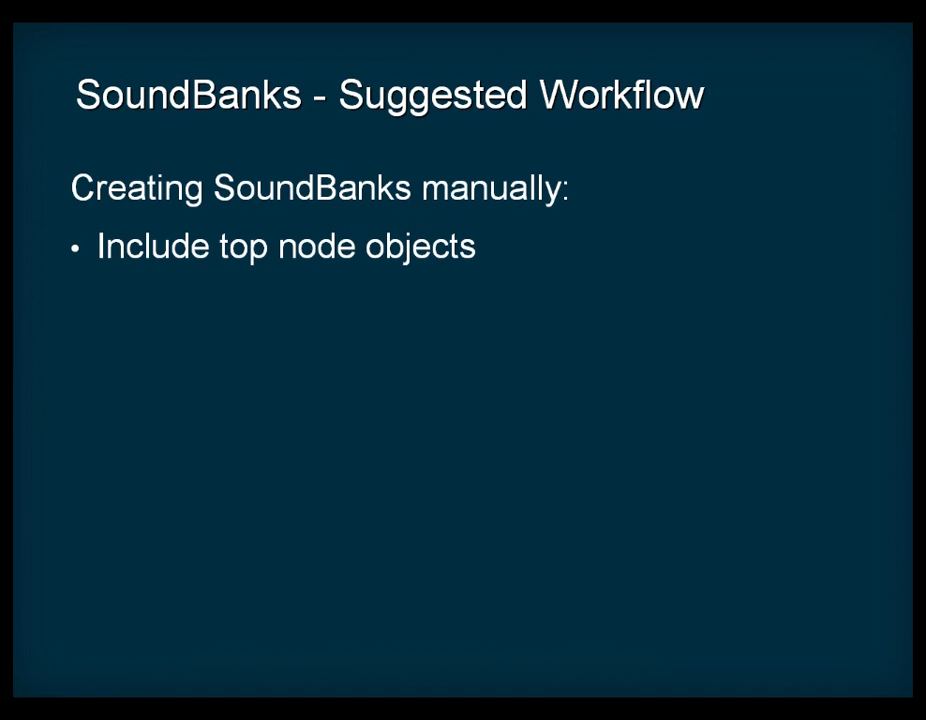 SoundBanks - Suggested Workflow
Creating SoundBanks manually:
• Include top node objects